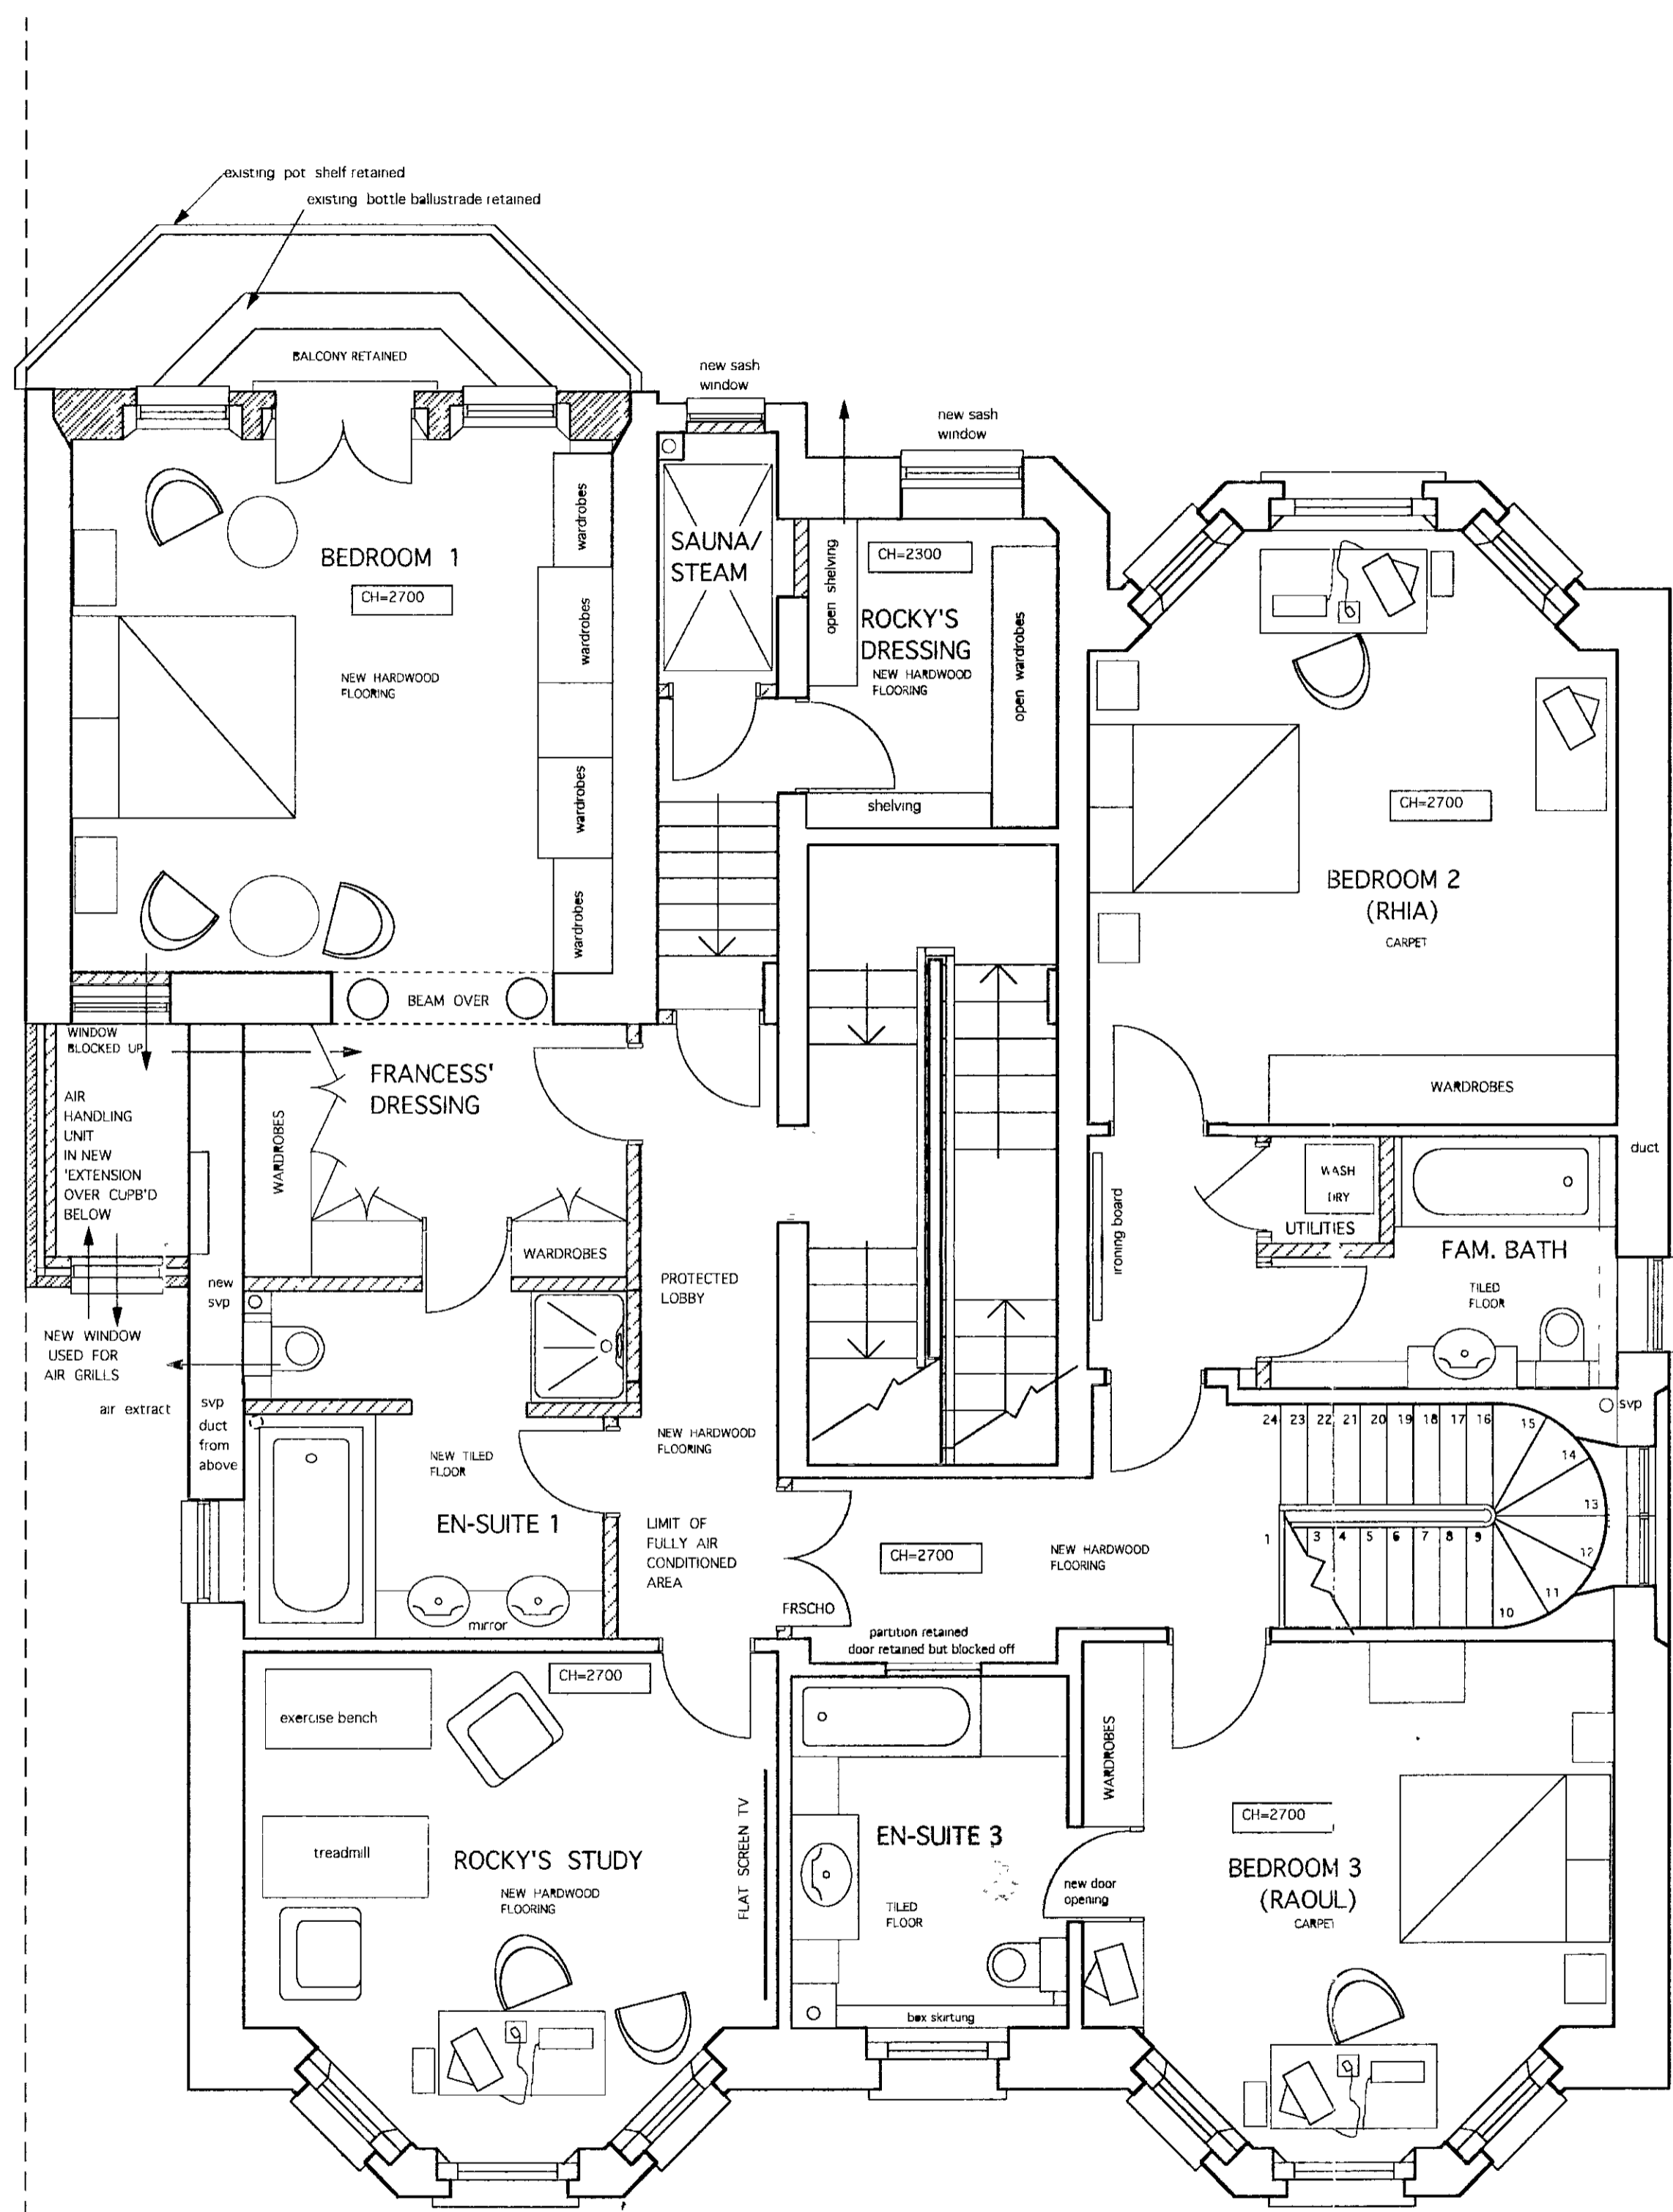 existing pot shelf retained
existing bottle ballustrade retained
BALCONY RETAINED
new sash
window
new sash
window
BEDROOM 1
CH=2700
NEW HARDWOOD
FLOORING
wardrobes
wardrobes
wardrobes
wardrobes
SAUNA/
STEAM
open shelving
CH=2300
ROCKY'S
DRESSING
NEW HARDWOOD
FLOORING
open wardrobes
shelving
CH=2700
BEDROOM 2
(RHIA)
CARPET
WARDROBES
BEAM OVER
WINDOW
BLOCKED UP
AIR
HANDLING
UNIT
IN NEW
'EXTENSION
OVER CUPB'D
BELOW
FRANCESS'
DRESSING
WARDROBES
WARDROBES
new
svp
NEW WINDOW
USED FOR
AIR GRILLS
air extract
svp
duct
from
above
PROTECTED
LOBBY
NEW HARDWOOD
FLOORING
NEW TILED
FLOOR
EN-SUITE 1
mirror
LIMIT OF
FULLY AIR
CONDITIONED
AREA
FRSCHO
ironing board
WASH
DRY
UTILITIES
duct
FAM. BATH
TILED
FLOOR
svp
24 23 22 21 20 19 18 17 16 15
14
13
12
11
10
1 3 4 5 6 7 8 9
CH=2700
NEW HARDWOOD
FLOORING
partition retained
door retained but blocked off
CH=2700
exercise bench
treadmill
ROCKY'S STUDY
NEW HARDWOOD
FLOORING
FLAT SCREEN TV
EN-SUITE 3
TILED
FLOOR
box skirtung
WARDROBES
new door
opening
CH=2700
BEDROOM 3
(RAOUL)
CARPET